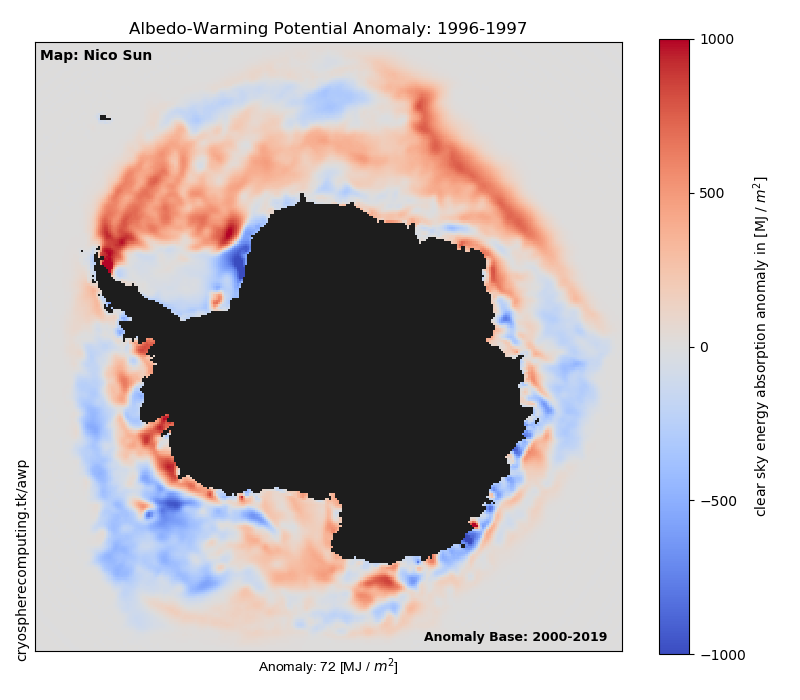 Albedo-Warming Potential Anomaly: 1996-1997
Map: Nico Sun
cryospherecomputing.tk/awp
Anomaly Base: 2000-2019
Anomaly: 72 [MJ / m²]
1000
500
0
−500
−1000
clear sky energy absorption anomaly in [MJ / m²]